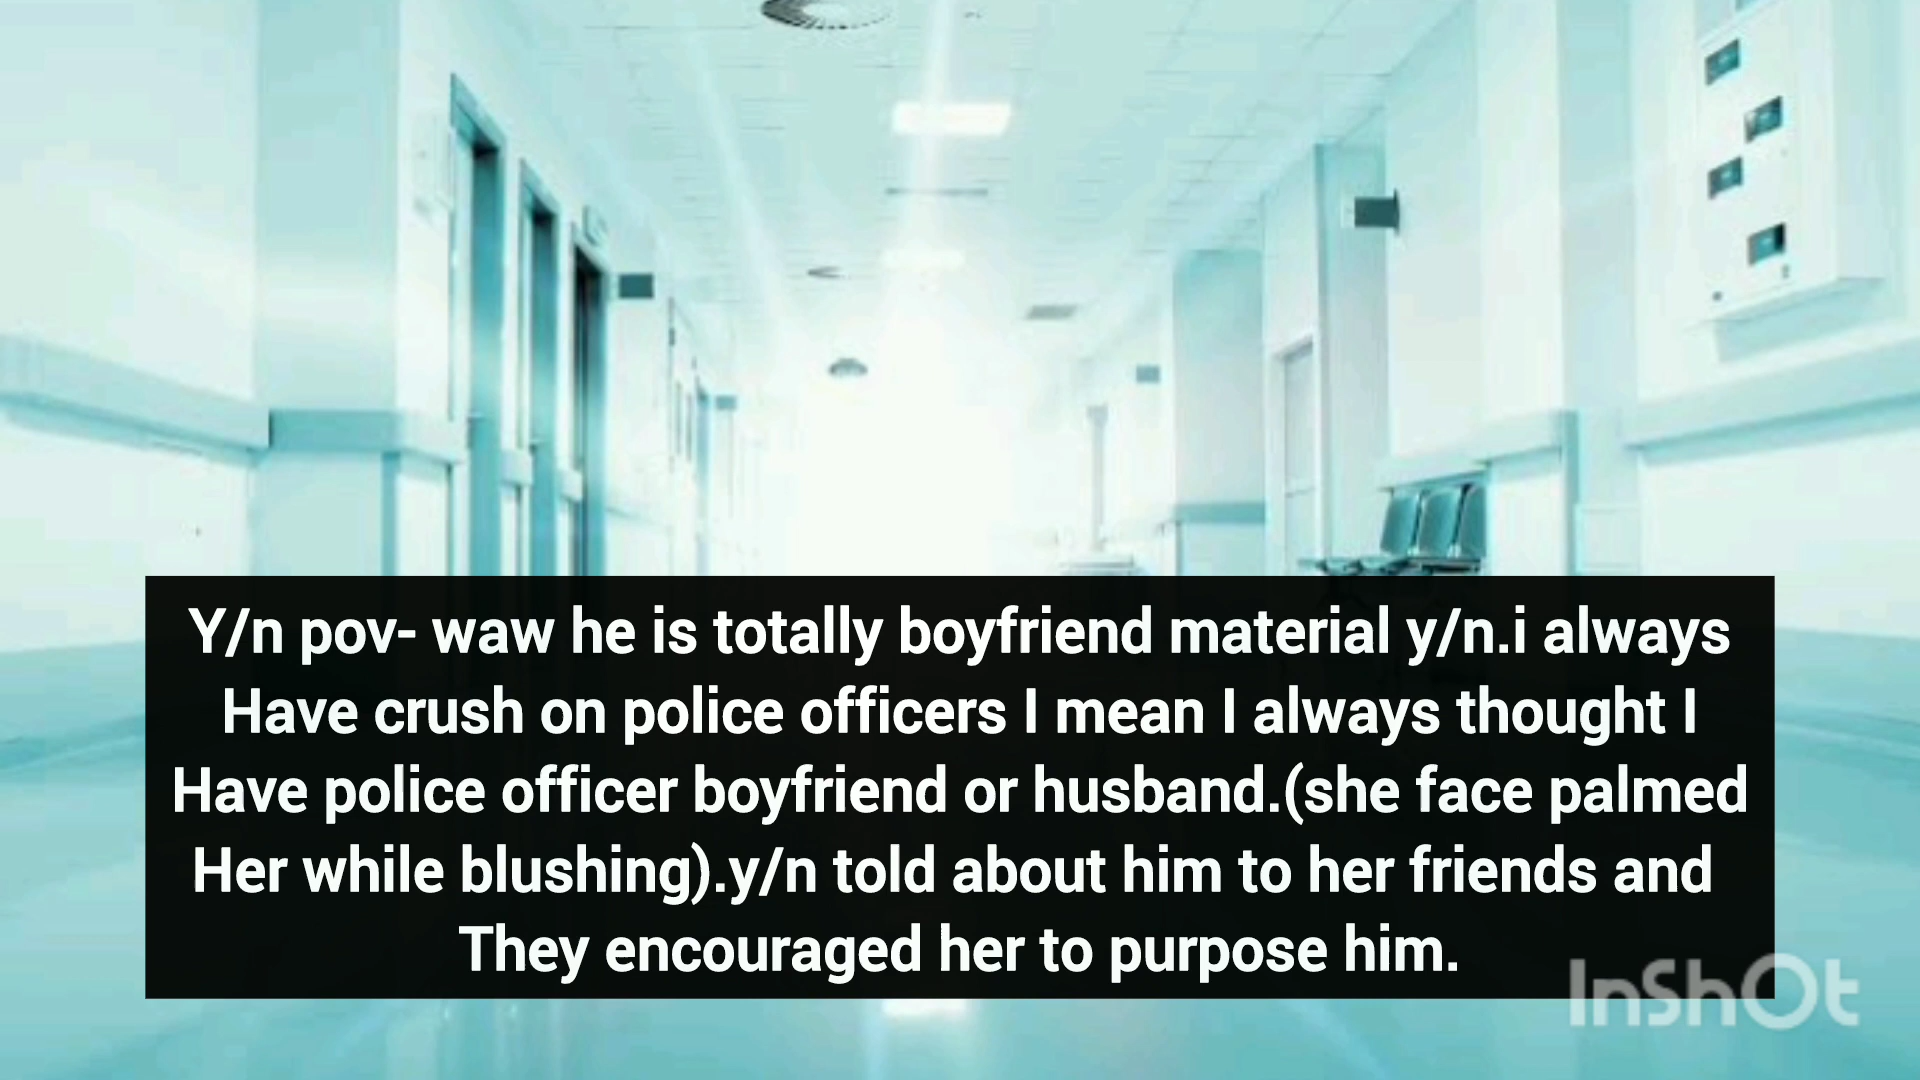 Y/n pov- waw he is totally boyfriend material y/n.i always
Have crush on police officers I mean I always thought I
Have police officer boyfriend or husband.(she face palmed
Her while blushing).y/n told about him to her friends and
They encouraged her to purpose him.
InShOt